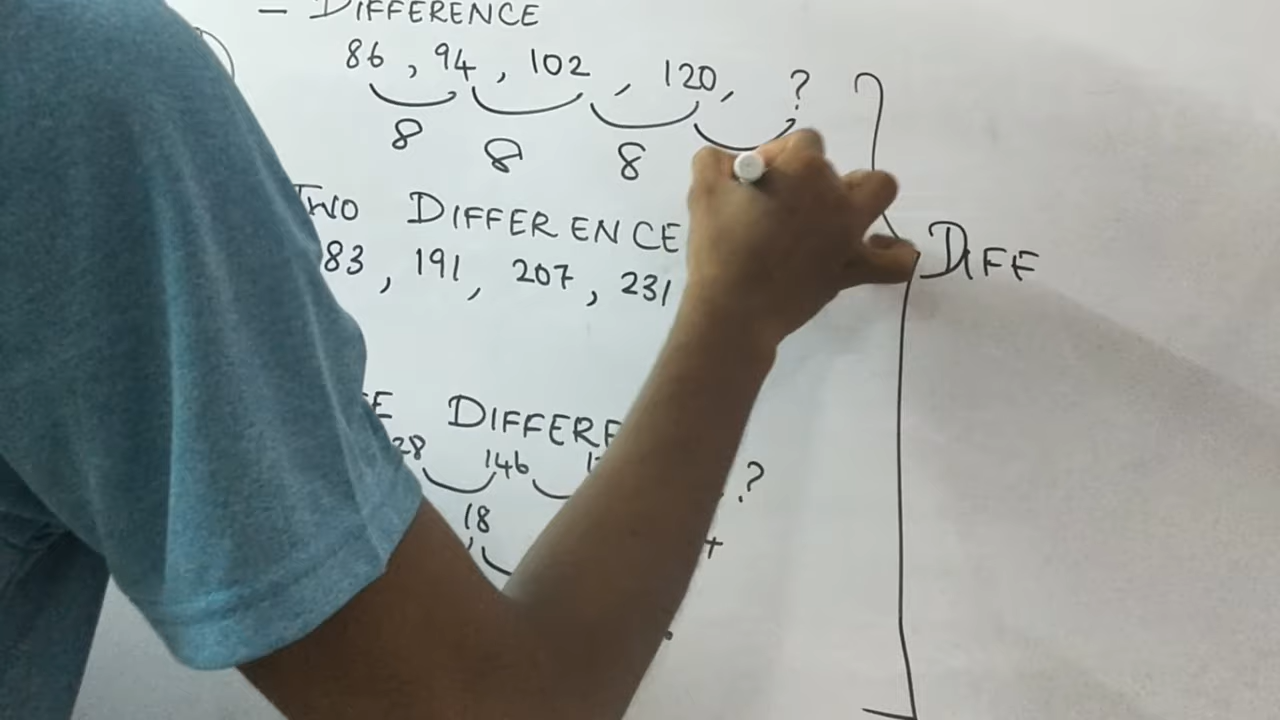 - DIFFERENCE
86, 94, 102, 120, ?
8 8 8
TWO DIFFERENCE
83, 191, 207, 231
DIFF
DIFFERE
28 146 ?
18 +